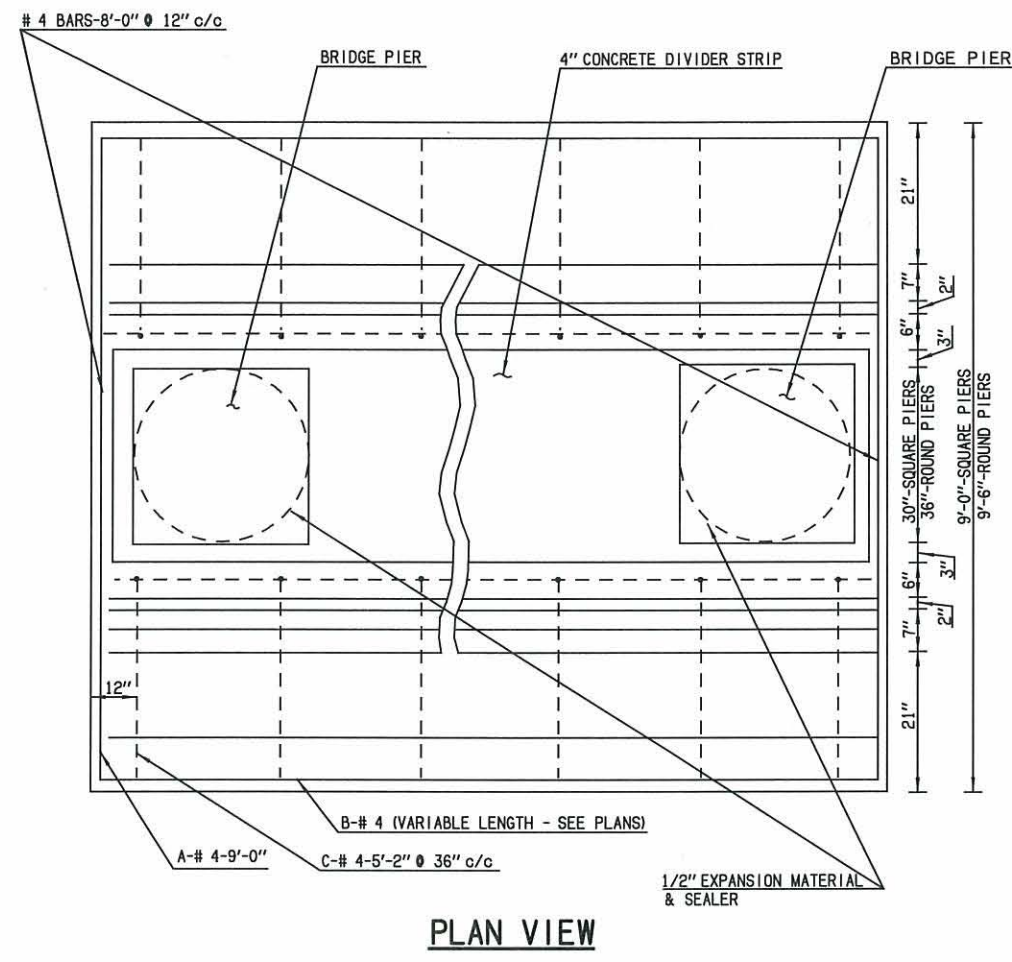 # 4 BARS-8'-0" @ 12" c/c
BRIDGE PIER
4" CONCRETE DIVIDER STRIP
BRIDGE PIER
21"
7"
2"
6"
3"
30"-SQUARE PIERS
36"-ROUND PIERS
9'-0"-SQUARE PIERS
9'-6"-ROUND PIERS
3"
6"
2"
7"
21"
12"
B-# 4 (VARIABLE LENGTH - SEE PLANS)
A-# 4-9'-0"
C-# 4-5'-2" @ 36" c/c
1/2" EXPANSION MATERIAL
& SEALER
PLAN VIEW